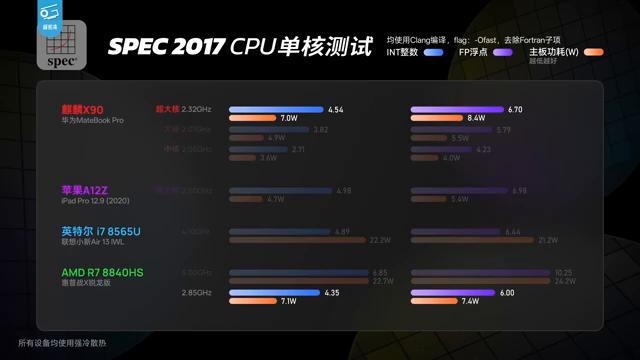 极客湾
SPEC 2017 CPU单核测试
均使用Clang编译，flag：-Ofast，去除Fortran子项
INT整数 FP浮点 主板功耗(W)
越低越好
spec
麒麟X90 超大核 2.32GHz 4.54 6.70
华为MateBook Pro 7.0W 8.4W
大核 2.01GHz 3.82 5.79
4.9W 5.5W
中核 2.05GHz 2.71 4.23
3.6W 4.0W
苹果A12Z 4.98 6.98
iPad Pro 12.9 (2020) 4.7W 5.4W
英特尔 i7 8565U 4.89 6.44
联想小新Air 13 IWL 22.2W 21.2W
AMD R7 8840HS 6.85 10.25
惠普战X锐龙版 22.7W 24.2W
2.85GHz 4.35 6.00
7.1W 7.4W
所有设备均使用强冷散热